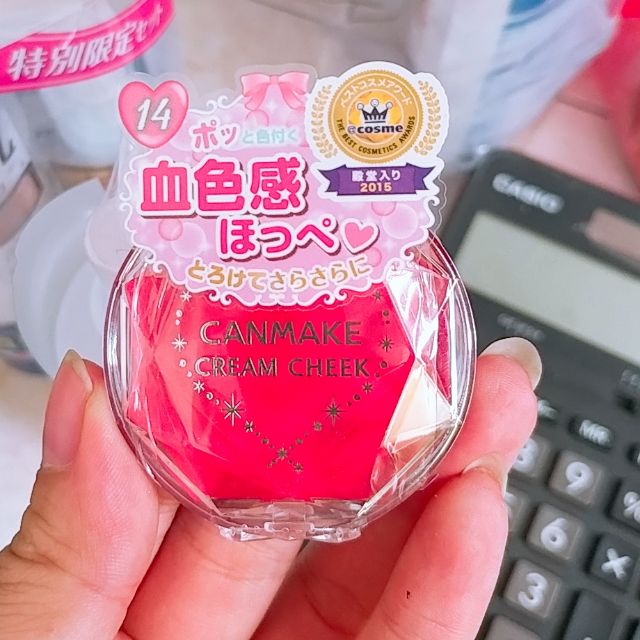 特別限定セット
14
ポッと色付く
血色感
ほっぺ♥
とろけてさらさらに
ベストコスメアワード
@cosme
THE BEST COSMETICS AWARDS
殿堂入り
2015
CANMAKE
CREAM CHEEK
CASIO
MR
9
6
×
3